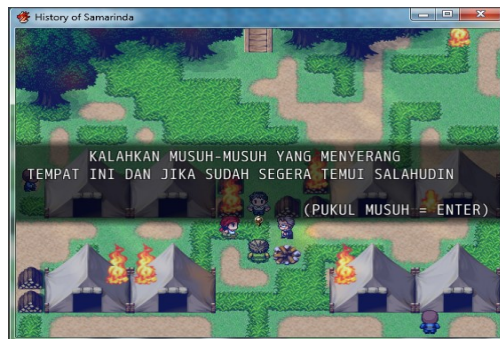 History of Samarinda
KALAHKAN MUSUH-MUSUH YANG MENYERANG
TEMPAT INI DAN JIKA SUDAH SEGERA TEMUI SALAHUDIN
(PUKUL MUSUH = ENTER)